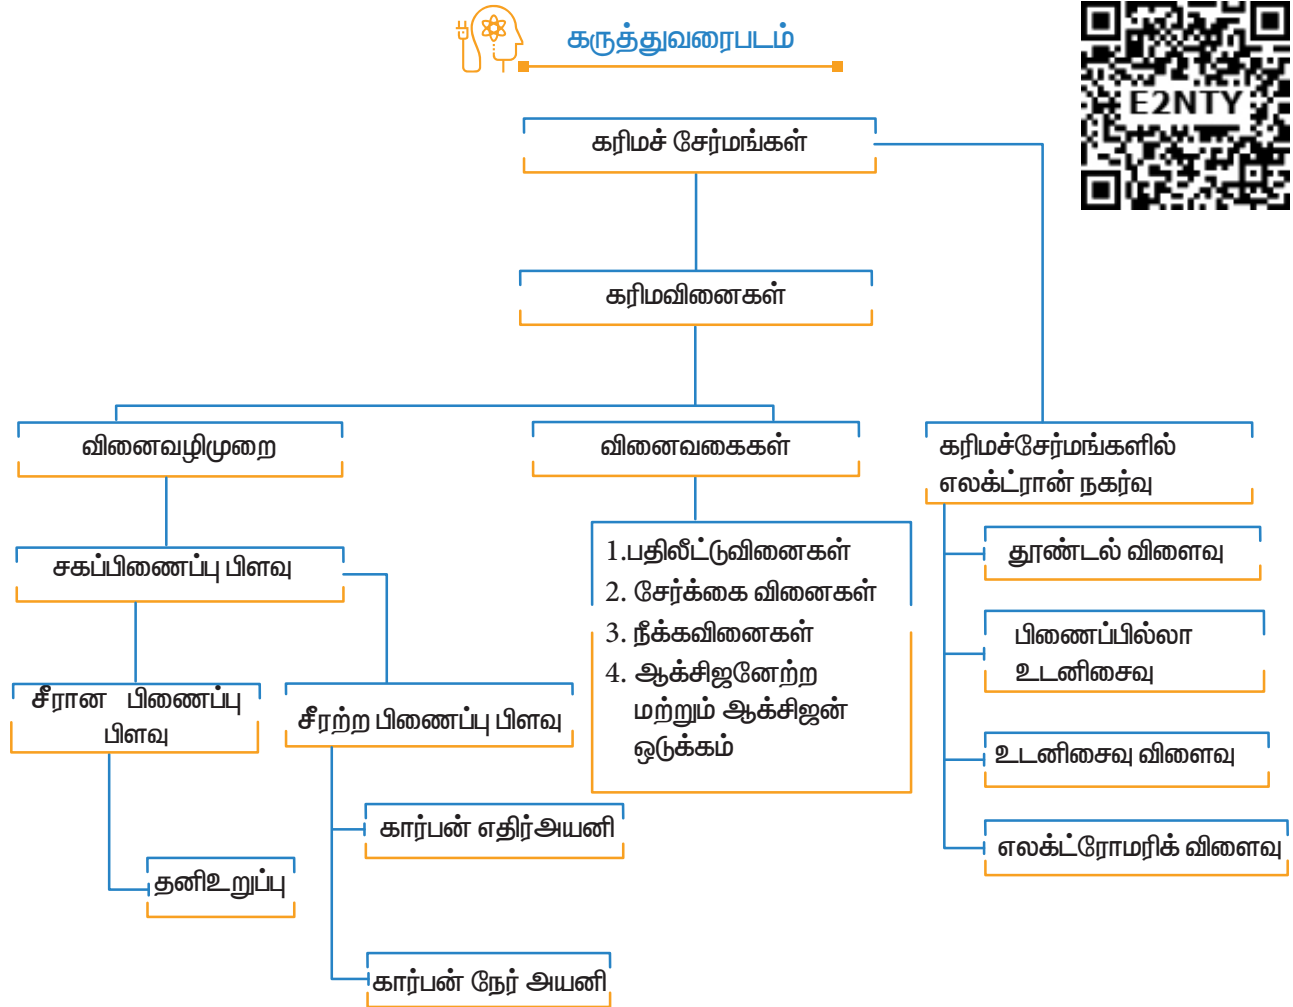 கருத்துவரைபடம்
E2NTY
கரிமச் சேர்மங்கள்
கரிமவினைகள்
வினைவழிமுறை
வினைவகைகள்
கரிமச்சேர்மங்களில்
எலக்ட்ரான் நகர்வு
சகப்பிணைப்பு பிளவு
1.பதிலீட்டுவினைகள்
2. சேர்க்கை வினைகள்
3. நீக்கவினைகள்
4. ஆக்சிஜனேற்ற
மற்றும் ஆக்சிஜன்
ஒடுக்கம்
தூண்டல் விளைவு
பிணைப்பில்லா
உடனிசைவு
உடனிசைவு விளைவு
எலக்ட்ரோமரிக் விளைவு
சீரான பிணைப்பு
பிளவு
சீரற்ற பிணைப்பு பிளவு
தனிஉறுப்பு
கார்பன் எதிர்அயனி
கார்பன் நேர் அயனி